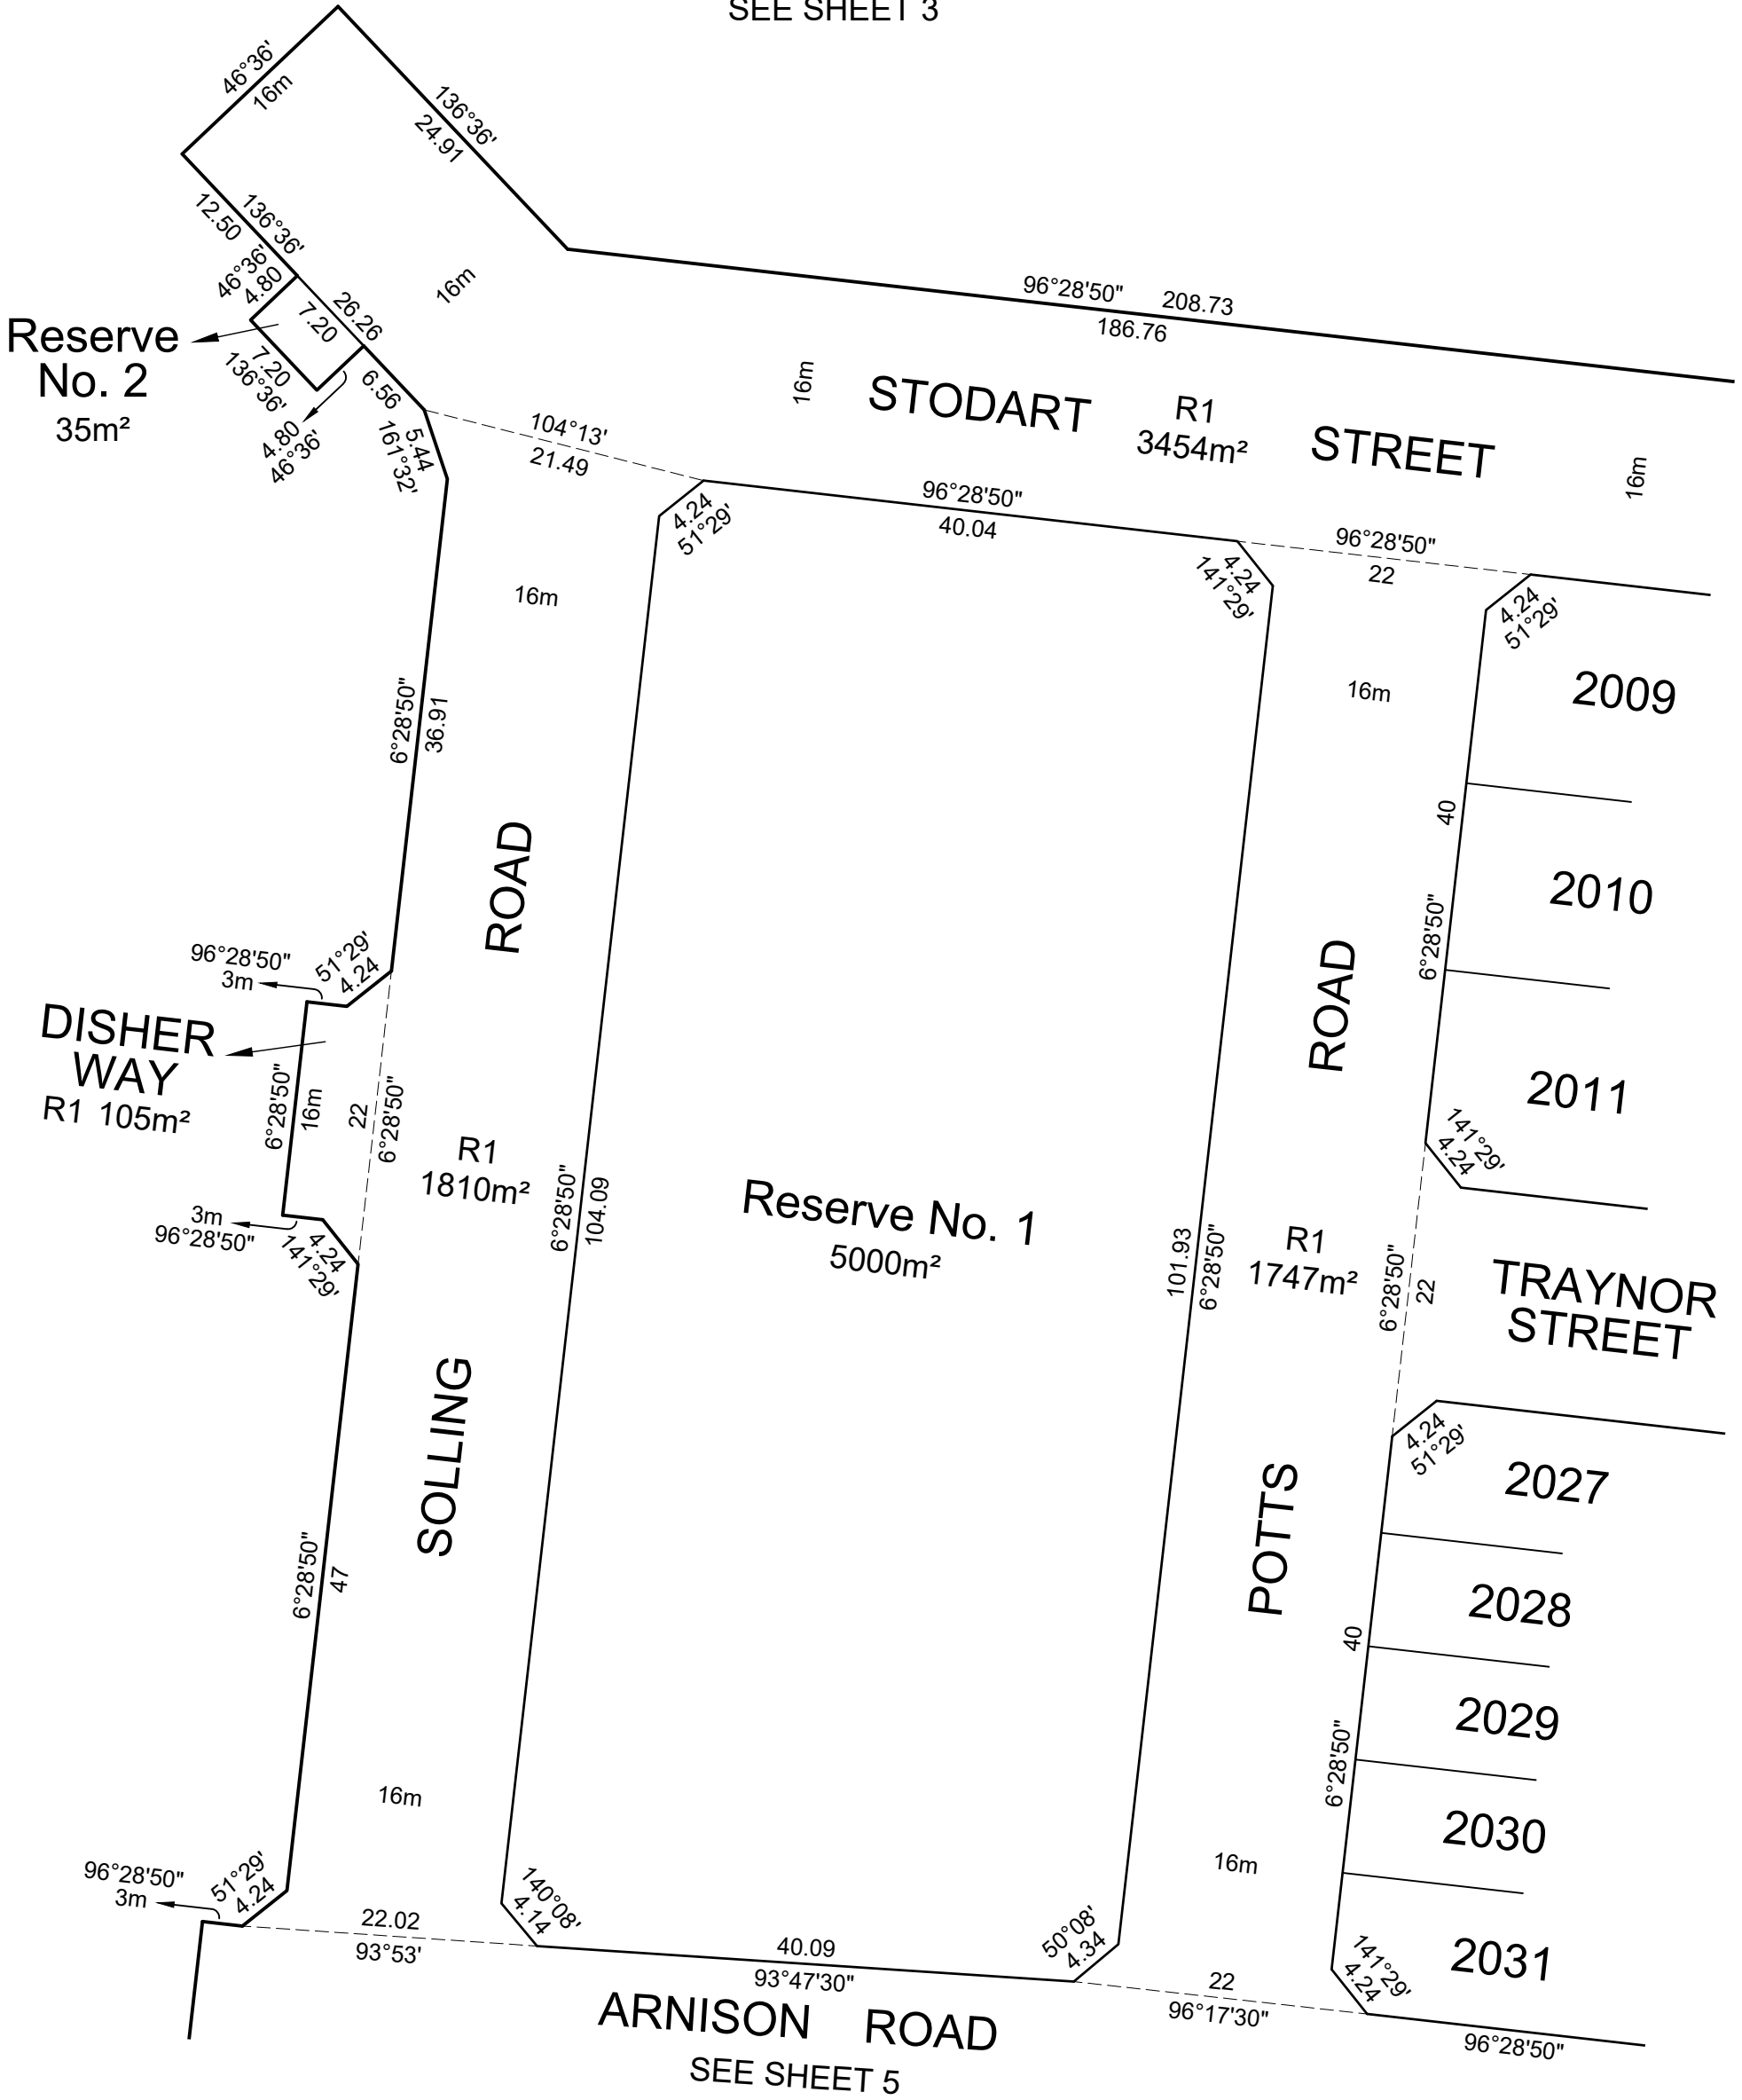 SEE SHEET 3
46°36'
16m
136°36'
24.91
136°36'
12.50
46°36'
4.80
16m
7.20
26.26
96°28'50" 208.73
186.76
Reserve
No. 2
35m²
7.20
136°36'
6.56
4.80
46°36'
5.44
161°32'
104°13'
21.49
16m
STODART
R1
3454m²
STREET
16m
96°28'50"
40.04
4.24
51°29'
4.24
141°29'
96°28'50"
22
4.24
51°29'
16m
16m
2009
6°28'50"
36.91
40
2010
ROAD
6°28'50"
ROAD
96°28'50"
3m
51°29'
4.24
DISHER
WAY
R1 105m²
6°28'50"
16m
22
6°28'50"
2011
141°29'
4.24
R1
1810m²
6°28'50"
104.09
Reserve No. 1
5000m²
101.93
6°28'50"
R1
1747m²
3m
96°28'50"
4.24
141°29'
6°28'50"
22
TRAYNOR
STREET
SOLLING
4.24
51°29'
2027
POTTS
6°28'50"
47
2028
40
2029
6°28'50"
16m
2030
16m
96°28'50"
3m
51°29'
4.24
140°08'
4.14
22.02
93°53'
40.09
93°47'30"
50°08'
4.34
22
96°17'30"
141°29'
4.24
2031
96°28'50"
ARNISON ROAD
SEE SHEET 5